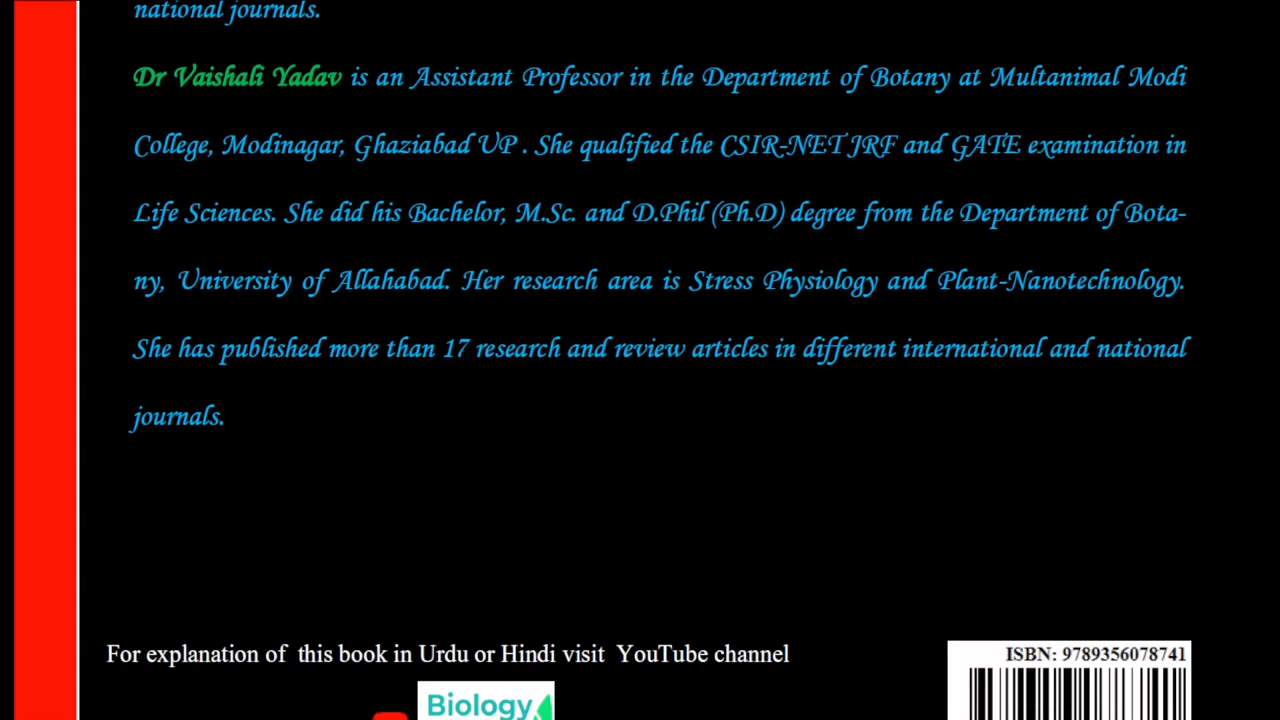 national journals.
Dr Vaishali Yadav is an Assistant Professor in the Department of Botany at Multanimal Modi
College, Modinagar, Ghaziabad UP . She qualified the CSIR-NET JRF and GATE examination in
Life Sciences. She did his Bachelor, M.Sc. and D.Phil (Ph.D) degree from the Department of Bota-
ny, University of Allahabad. Her research area is Stress Physiology and Plant-Nanotechnology.
She has published more than 17 research and review articles in different international and national
journals.
For explanation of this book in Urdu or Hindi visit YouTube channel
ISBN: 9789356078741
Biology